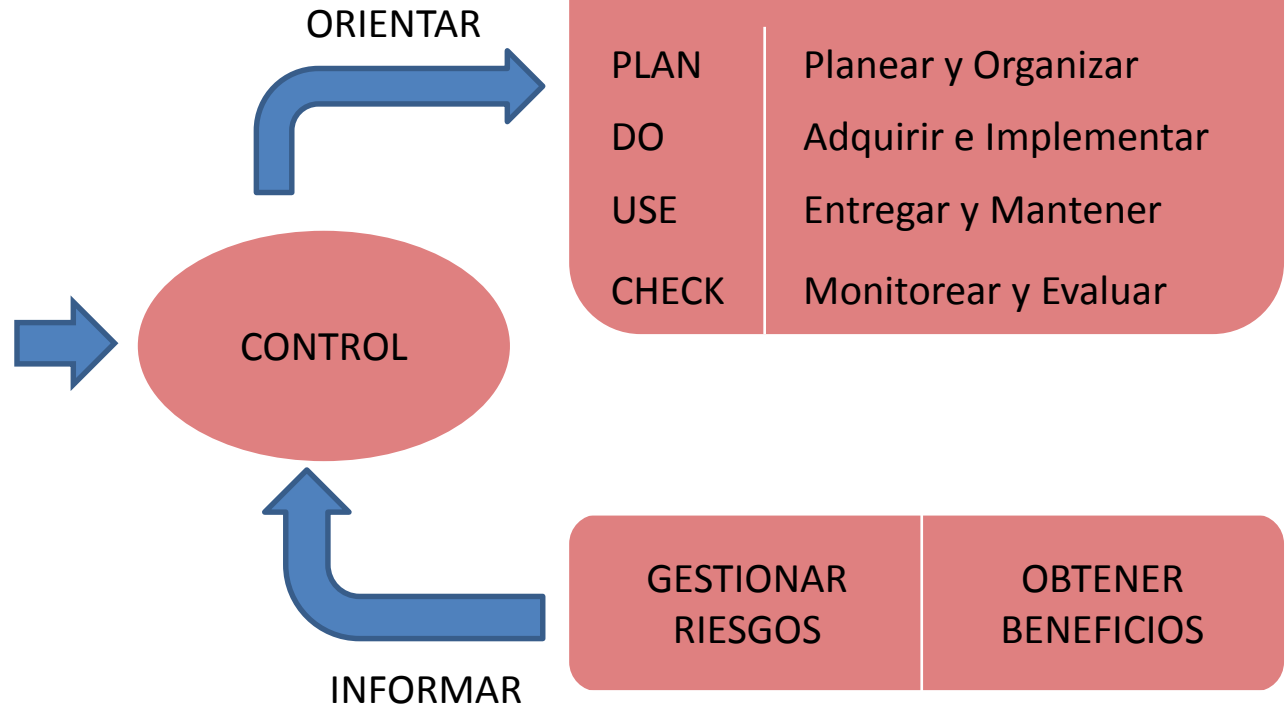 ORIENTAR
PLAN Planear y Organizar
DO Adquirir e Implementar
USE Entregar y Mantener
CHECK Monitorear y Evaluar
CONTROL
GESTIONAR
RIESGOS
OBTENER
BENEFICIOS
INFORMAR